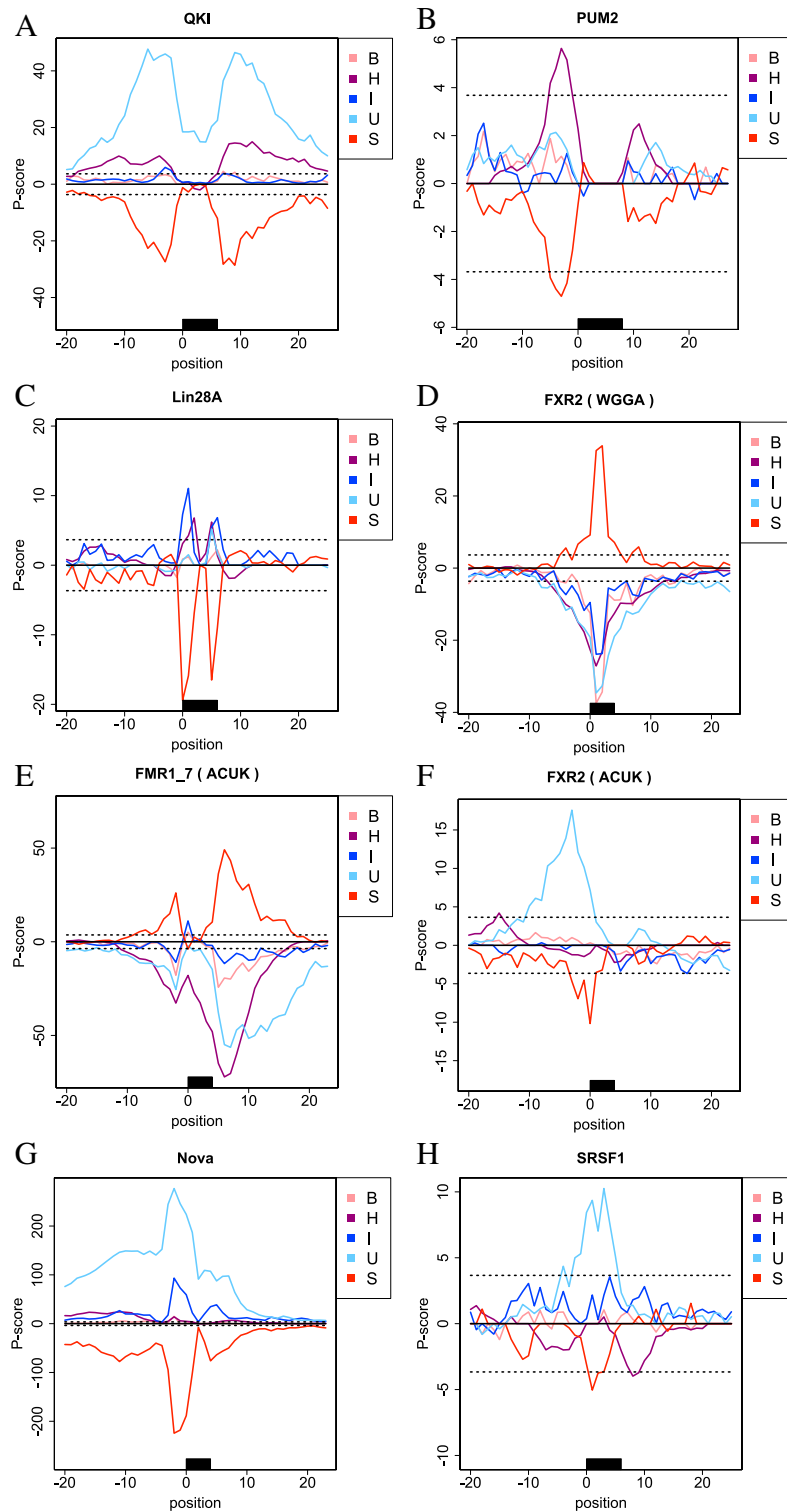 A
QKI
P-score
40
20
0
-20
-40
-20 -10 0 10 20
position
B
H
I
U
S
B
PUM2
P-score
6
4
2
0
-2
-4
-6
-20 -10 0 10 20
position
B
H
I
U
S
C
Lin28A
P-score
20
10
0
-10
-20
-20 -10 0 10 20
position
B
H
I
U
S
D
FXR2 ( WGGA )
P-score
40
20
0
-20
-40
-20 -10 0 10 20
position
B
H
I
U
S
E
FMR1_7 ( ACUK )
P-score
50
0
-50
-20 -10 0 10 20
position
B
H
I
U
S
F
FXR2 ( ACUK )
P-score
15
10
5
0
-5
-10
-15
-20 -10 0 10 20
position
B
H
I
U
S
G
Nova
P-score
200
100
0
-100
-200
-20 -10 0 10 20
position
B
H
I
U
S
H
SRSF1
P-score
10
5
0
-5
-10
-20 -10 0 10 20
position
B
H
I
U
S